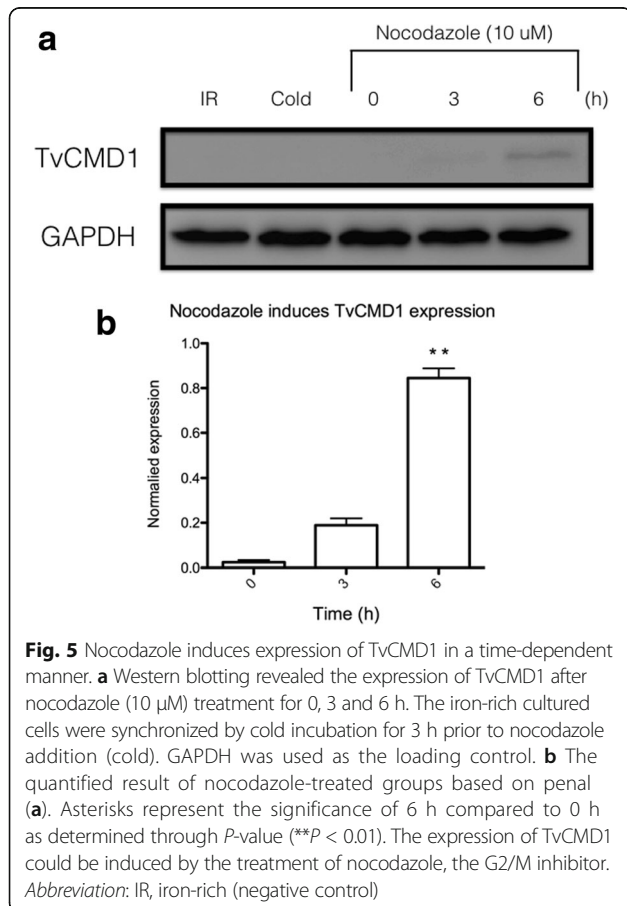 a
Nocodazole (10 uM)
IR Cold 0 3 6 (h)
TvCMD1
GAPDH
b
Nocodazole induces TvCMD1 expression
1.0
0.8
0.6
0.4
0.2
0.0
Normalied expression
**
0 3 6
Time (h)
Fig. 5 Nocodazole induces expression of TvCMD1 in a time-dependent
manner. a Western blotting revealed the expression of TvCMD1 after
nocodazole (10 μM) treatment for 0, 3 and 6 h. The iron-rich cultured
cells were synchronized by cold incubation for 3 h prior to nocodazole
addition (cold). GAPDH was used as the loading control. b The
quantified result of nocodazole-treated groups based on penal
(a). Asterisks represent the significance of 6 h compared to 0 h
as determined through P-value (**P < 0.01). The expression of TvCMD1
could be induced by the treatment of nocodazole, the G2/M inhibitor.
Abbreviation: IR, iron-rich (negative control)